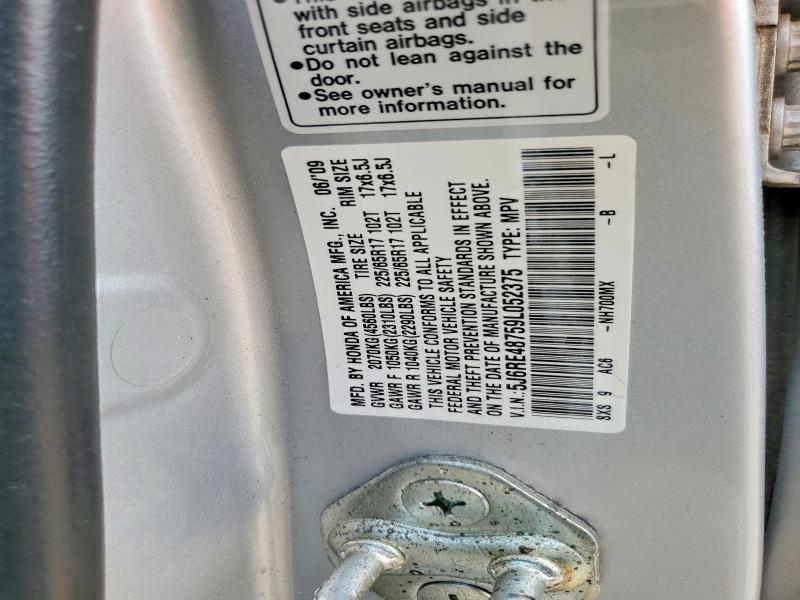 with side airbags in the
front seats and side
curtain airbags.
●Do not lean against the
door.
●See owner's manual for
more information.
MFD. BY HONDA OF AMERICA MFG., INC. 06/'09
GVWR 2070KG(4560LBS) TIRE SIZE RIM SIZE
GAWR F 1050KG(2310LBS) 225/65R17 102T 17x6.5J
GAWR R 1040KG(2290LBS) 225/65R17 102T 17x6.5J
THIS VEHICLE CONFORMS TO ALL APPLICABLE
FEDERAL MOTOR VEHICLE SAFETY
AND THEFT PREVENTION STANDARDS IN EFFECT
ON THE DATE OF MANUFACTURE SHOWN ABOVE.
V.I.N.: 5J6RE48759L052375 TYPE: MPV
SXS 9 AC6 -NH700MX -B -L